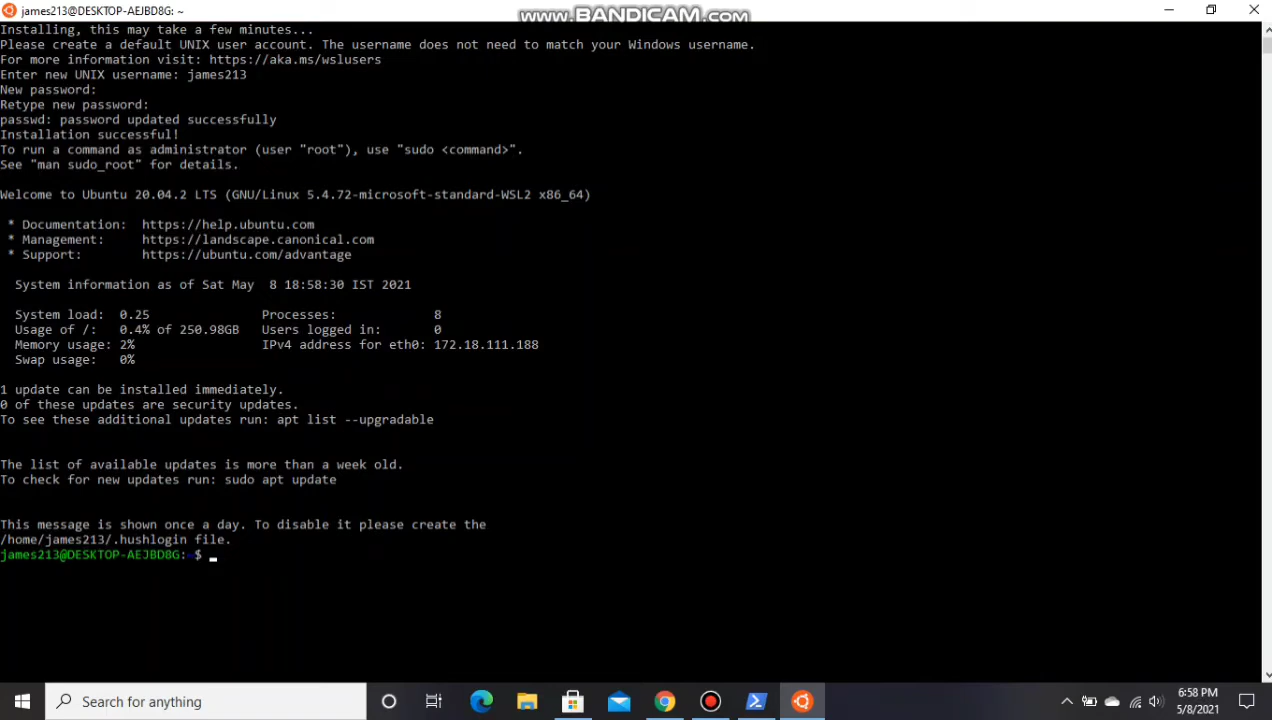 james213@DESKTOP-AEJBD8G: ~
www.BANDICAM.com
Installing, this may take a few minutes...
Please create a default UNIX user account. The username does not need to match your Windows username.
For more information visit: https://aka.ms/wslusers
Enter new UNIX username: james213
New password:
Retype new password:
passwd: password updated successfully
Installation successful!
To run a command as administrator (user "root"), use "sudo <command>".
See "man sudo_root" for details.
Welcome to Ubuntu 20.04.2 LTS (GNU/Linux 5.4.72-microsoft-standard-WSL2 x86_64)
* Documentation: https://help.ubuntu.com
* Management: https://landscape.canonical.com
* Support: https://ubuntu.com/advantage
System information as of Sat May 8 18:58:30 IST 2021
System load: 0.25 Processes: 8
Usage of /: 0.4% of 250.98GB Users logged in: 0
Memory usage: 2% IPv4 address for eth0: 172.18.111.188
Swap usage: 0%
1 update can be installed immediately.
0 of these updates are security updates.
To see these additional updates run: apt list --upgradable
The list of available updates is more than a week old.
To check for new updates run: sudo apt update
This message is shown once a day. To disable it please create the
/home/james213/.hushlogin file.
james213@DESKTOP-AEJBD8G:~$
Search for anything
6:58 PM
5/8/2021